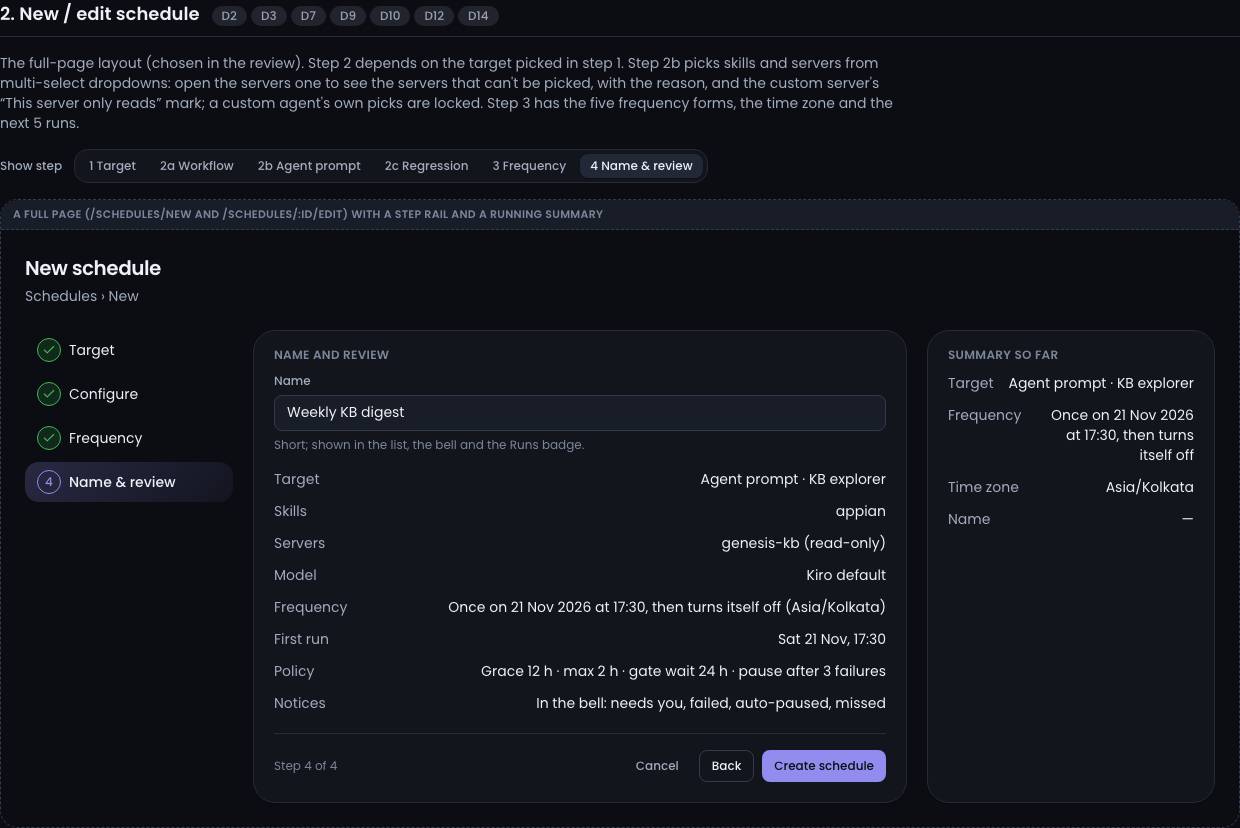 2. New / edit schedule D2 D3 D7 D9 D10 D12 D14
The full-page layout (chosen in the review). Step 2 depends on the target picked in step 1. Step 2b picks skills and servers from
multi-select dropdowns: open the servers one to see the servers that can't be picked, with the reason, and the custom server's
“This server only reads” mark; a custom agent's own picks are locked. Step 3 has the five frequency forms, the time zone and the
next 5 runs.
Show step 1 Target 2a Workflow 2b Agent prompt 2c Regression 3 Frequency 4 Name & review
A FULL PAGE (/SCHEDULES/NEW AND /SCHEDULES/:ID/EDIT) WITH A STEP RAIL AND A RUNNING SUMMARY
New schedule
Schedules › New
Target
Configure
Frequency
4 Name & review
NAME AND REVIEW
Name
Weekly KB digest
Short; shown in the list, the bell and the Runs badge.
Target Agent prompt · KB explorer
Skills appian
Servers genesis-kb (read-only)
Model Kiro default
Frequency Once on 21 Nov 2026 at 17:30, then turns itself off (Asia/Kolkata)
First run Sat 21 Nov, 17:30
Policy Grace 12 h · max 2 h · gate wait 24 h · pause after 3 failures
Notices In the bell: needs you, failed, auto-paused, missed
Step 4 of 4 Cancel Back Create schedule
SUMMARY SO FAR
Target Agent prompt · KB explorer
Frequency Once on 21 Nov 2026
at 17:30, then turns
itself off
Time zone Asia/Kolkata
Name —